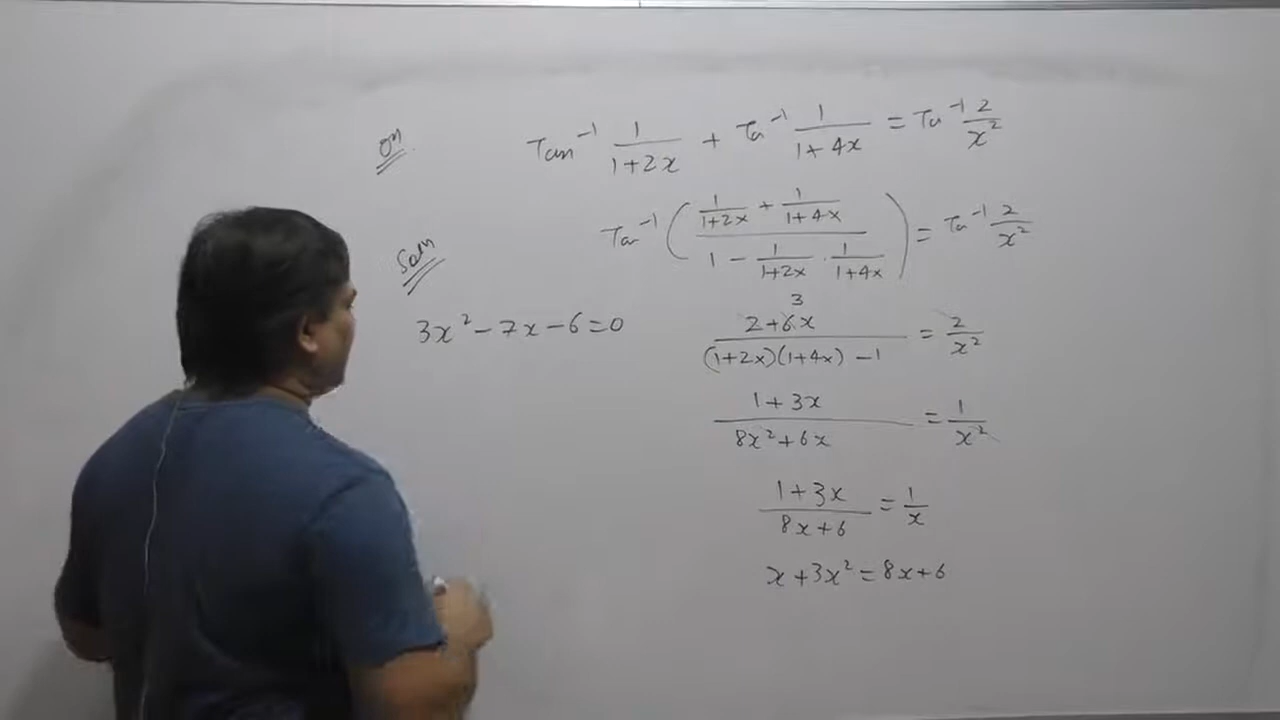 Qn
Tan⁻¹ 1/(1+2x) + Ta⁻¹ 1/(1+4x) = Ta⁻¹ 2/x²
Ta⁻¹ ( (1/(1+2x) + 1/(1+4x)) / (1 - 1/(1+2x) · 1/(1+4x)) ) = Ta⁻¹ 2/x²
Soln
3x² - 7x - 6 = 0
3
(2+6x) / ((1+2x)(1+4x) - 1) = 2/x²
(1+3x) / (8x²+6x) = 1/x²
(1+3x) / (8x+6) = 1/x
x + 3x² = 8x+6